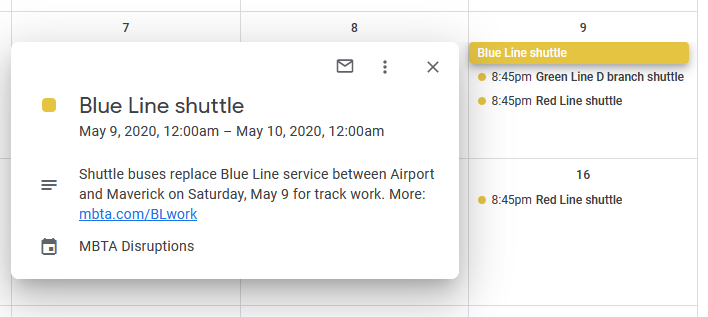 7
8
9
Blue Line shuttle
8:45pm Green Line D branch shuttle
8:45pm Red Line shuttle
Blue Line shuttle
May 9, 2020, 12:00am – May 10, 2020, 12:00am
Shuttle buses replace Blue Line service between Airport
and Maverick on Saturday, May 9 for track work. More:
mbta.com/BLwork
MBTA Disruptions
16
8:45pm Red Line shuttle